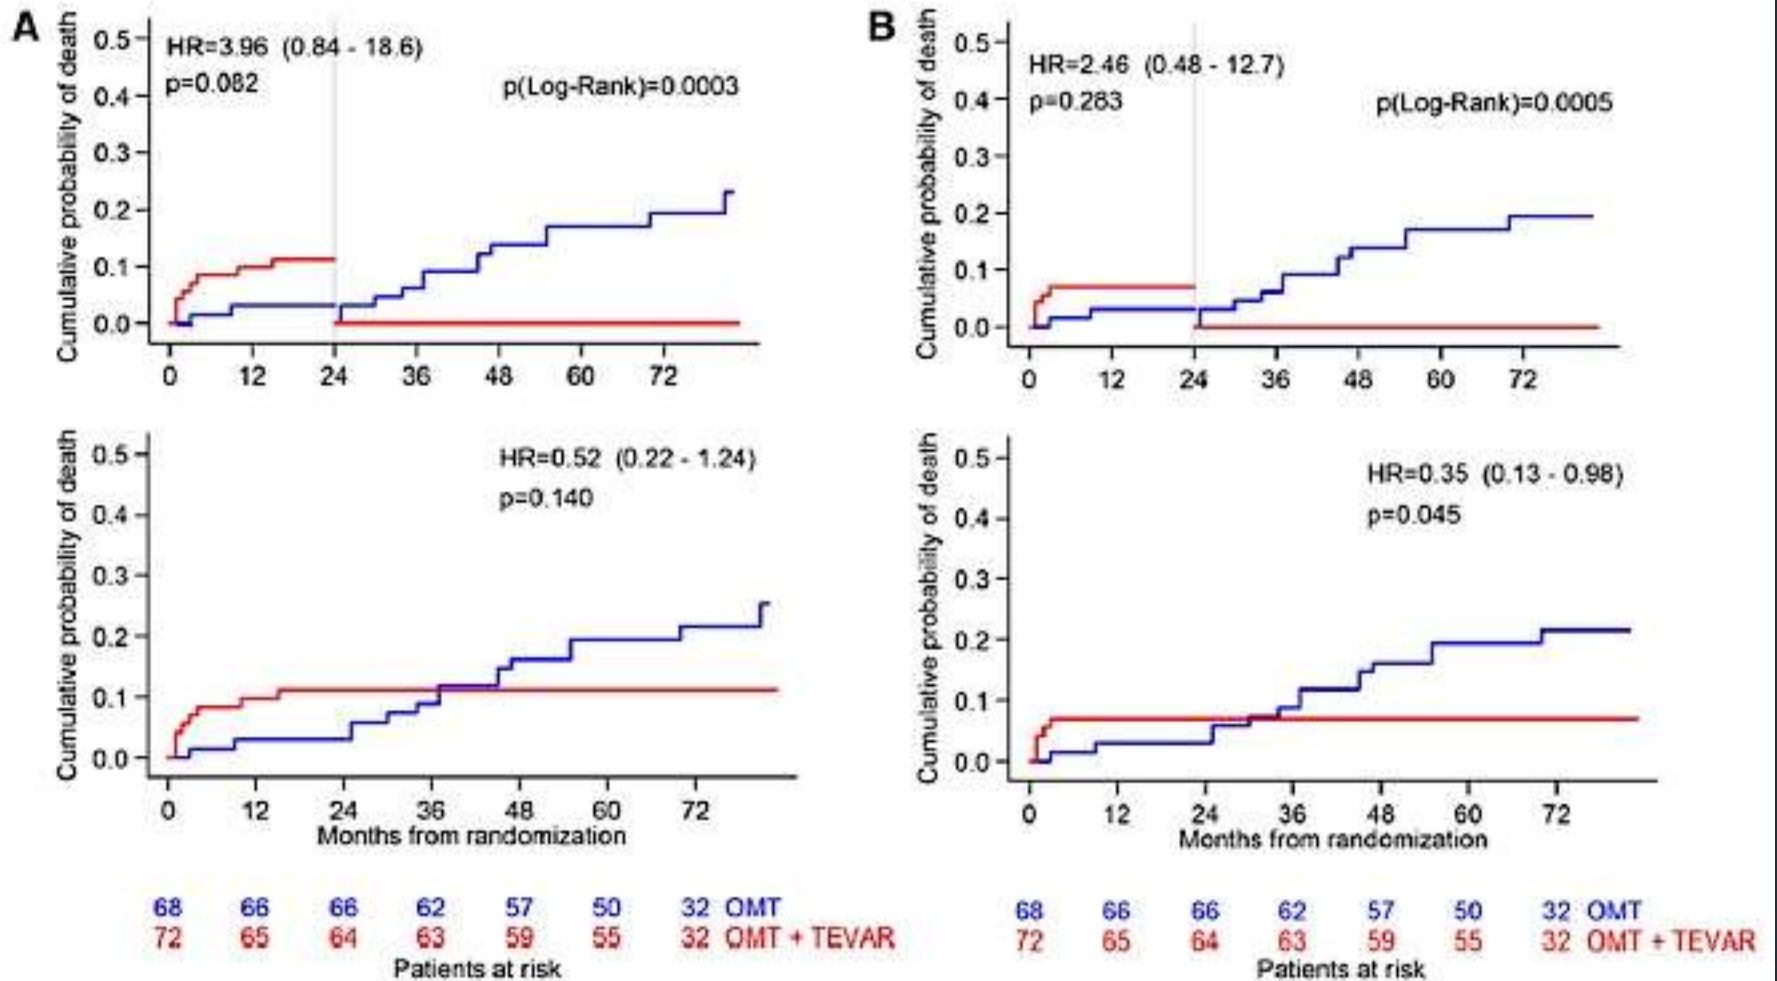 A
Cumulative probability of death
0.5
0.4
0.3
0.2
0.1
0.0
HR=3.96 (0.84 - 18.6)
p=0.082
p(Log-Rank)=0.0003
0 12 24 36 48 60 72
B
Cumulative probability of death
0.5
0.4
0.3
0.2
0.1
0.0
HR=2.46 (0.48 - 12.7)
p=0.283
p(Log-Rank)=0.0005
0 12 24 36 48 60 72
Cumulative probability of death
0.5
0.4
0.3
0.2
0.1
0.0
HR=0.52 (0.22 - 1.24)
p=0.140
0 12 24 36 48 60 72
Months from randomization
68 66 66 62 57 50 32 OMT
72 65 64 63 59 55 32 OMT + TEVAR
Patients at risk
Cumulative probability of death
0.5
0.4
0.3
0.2
0.1
0.0
HR=0.35 (0.13 - 0.98)
p=0.045
0 12 24 36 48 60 72
Months from randomization
68 66 66 62 57 50 32 OMT
72 65 64 63 59 55 32 OMT + TEVAR
Patients at risk